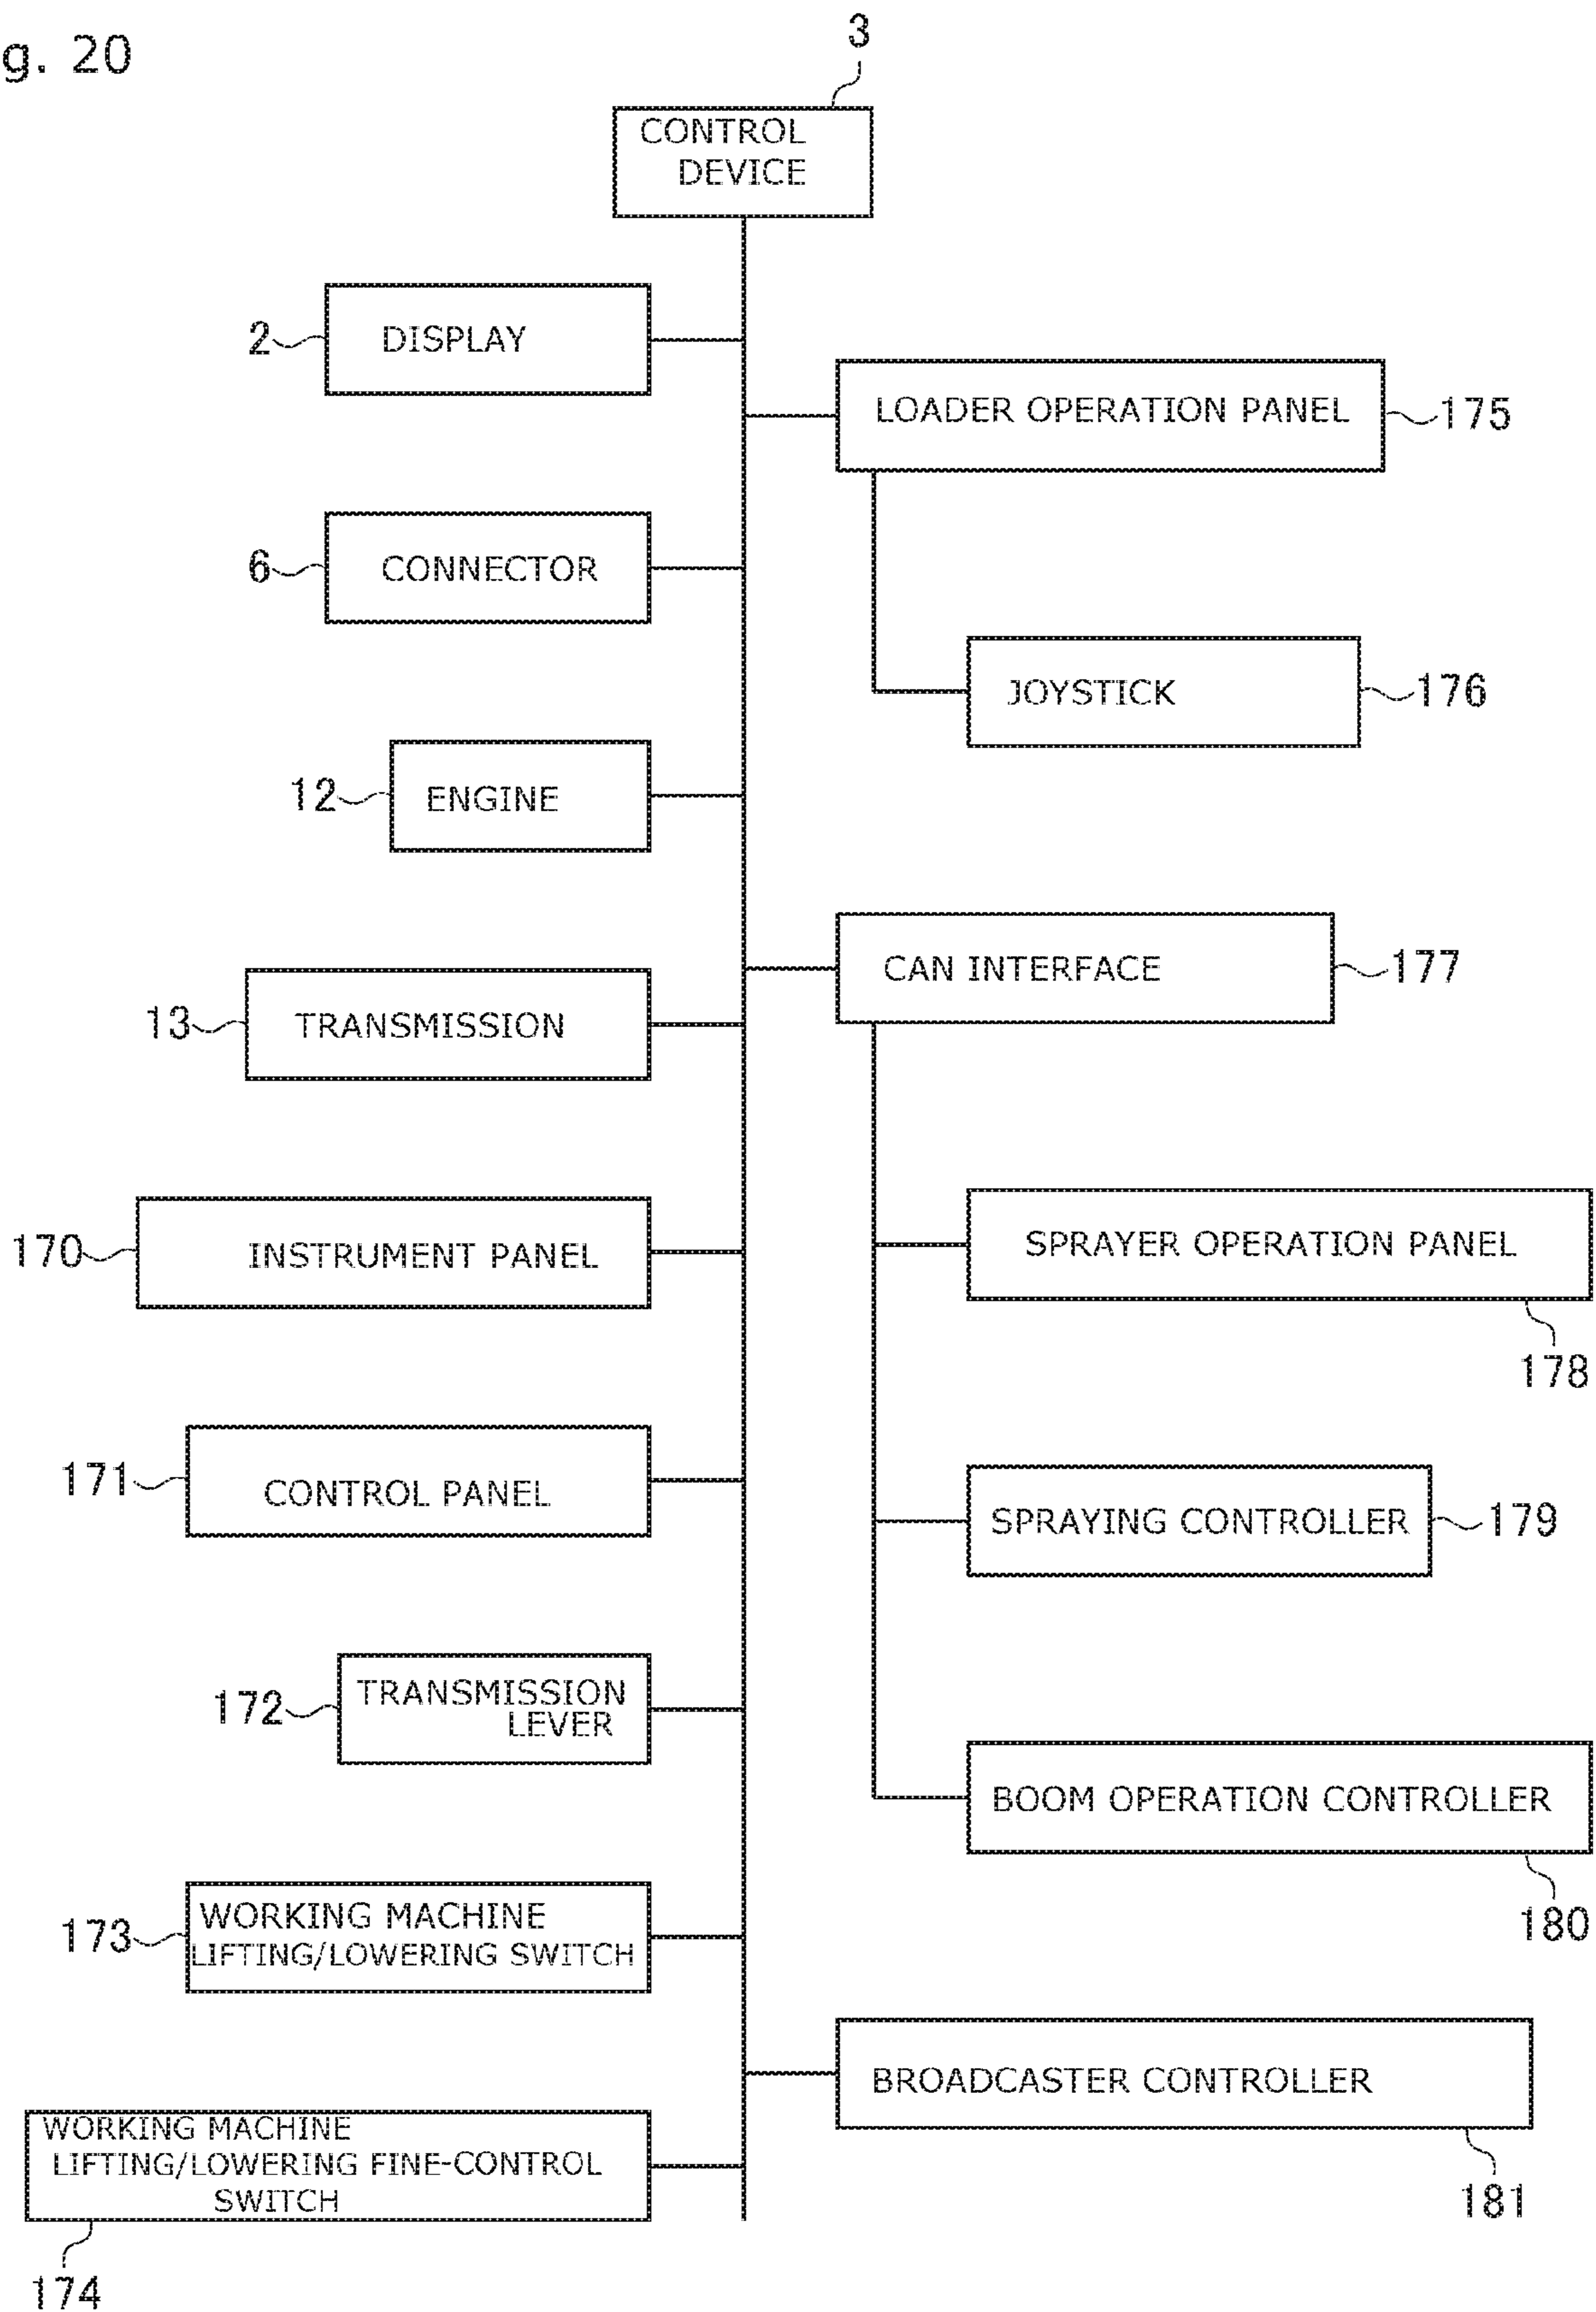 g. 20
3
CONTROL
DEVICE
2
DISPLAY
LOADER OPERATION PANEL
175
6
CONNECTOR
JOYSTICK
176
12
ENGINE
CAN INTERFACE
177
13
TRANSMISSION
170
INSTRUMENT PANEL
SPRAYER OPERATION PANEL
178
171
CONTROL PANEL
SPRAYING CONTROLLER
179
172
TRANSMISSION
LEVER
BOOM OPERATION CONTROLLER
180
173
WORKING MACHINE
LIFTING/LOWERING SWITCH
BROADCASTER CONTROLLER
181
WORKING MACHINE
LIFTING/LOWERING FINE-CONTROL
SWITCH
174